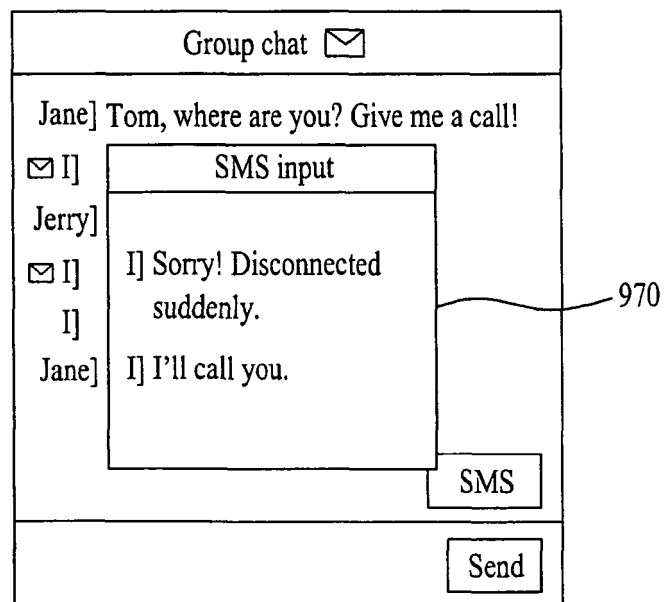 Group chat
Jane] Tom, where are you? Give me a call!
I]
SMS input
Jerry]
I] I] Sorry! Disconnected
suddenly.
I]
Jane] I] I'll call you.
970
SMS
Send